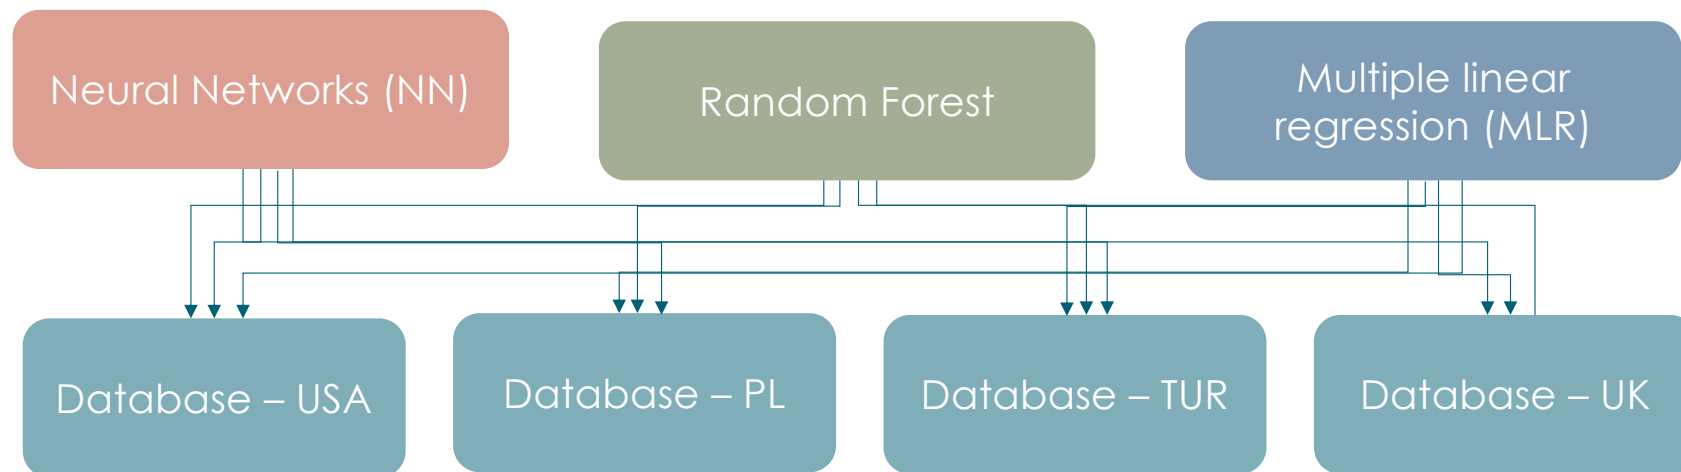 Neural Networks (NN)
Random Forest
Multiple linear
regression (MLR)
Database – USA
Database – PL
Database – TUR
Database – UK